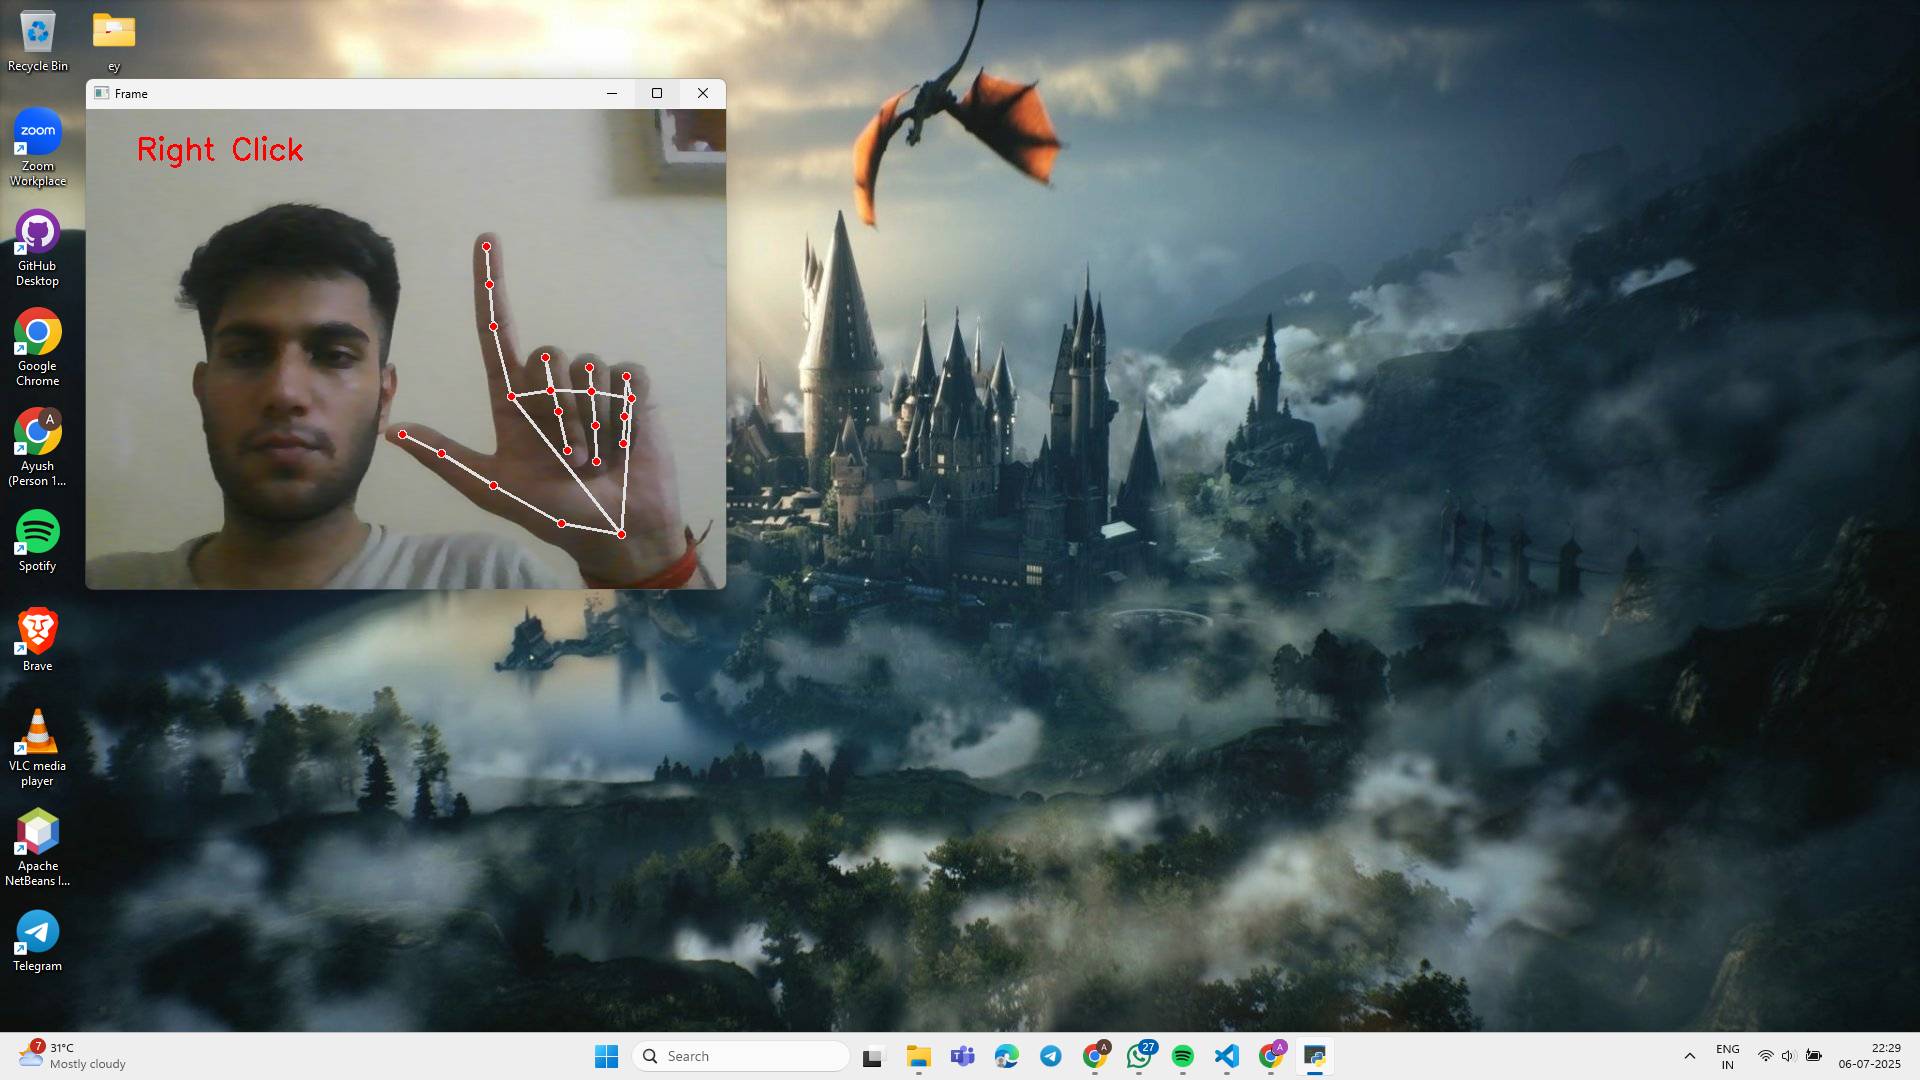 Recycle Bin
ey
Frame
Right Click
zoom
Zoom
Workplace
GitHub
Desktop
Google
Chrome
A
Ayush
(Person 1...
Spotify
Brave
VLC media
player
Apache
NetBeans I...
Telegram
7
31°C
Mostly cloudy
Search
A
27
A
ENG
IN
22:29
06-07-2025